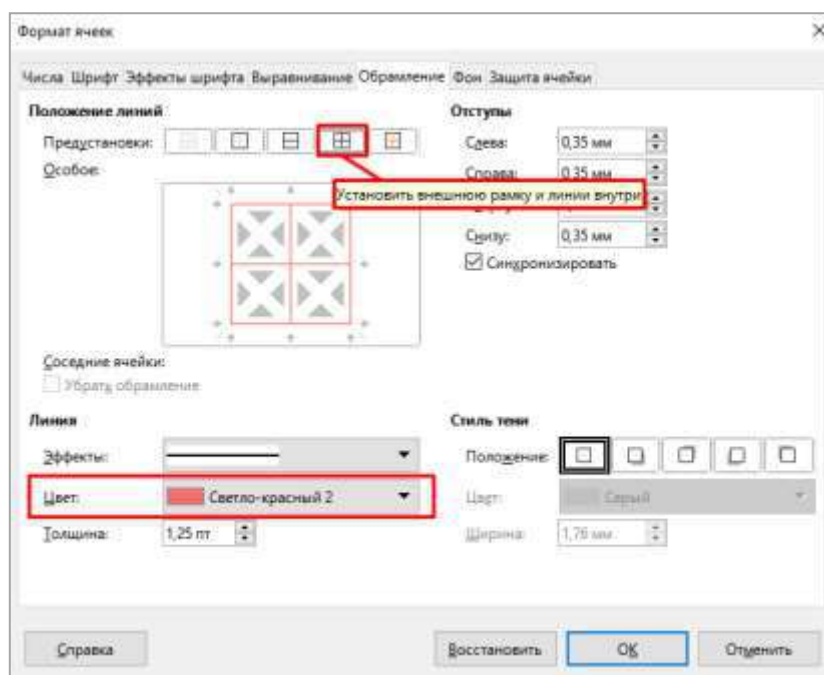 Формат ячеек
Числа Шрифт Эффекты шрифта Выравнивание Обрамление Фон Защита ячейки
Положение линий
Предустановки:
Особое:
Отступы
Слева: 0,35 мм
Справа: 0,35 мм
Установить внешнюю рамку и линии внутри
Снизу: 0,35 мм
Синхронизировать
Соседние ячейки:
Убрать обрамление
Линия
Эффекты:
Цвет: Светло-красный 2
Толщина: 1,25 пт
Стиль тени
Положение:
Цвет: Серый
Ширина: 1,76 мм
Справка
Восстановить
OK
Отменить